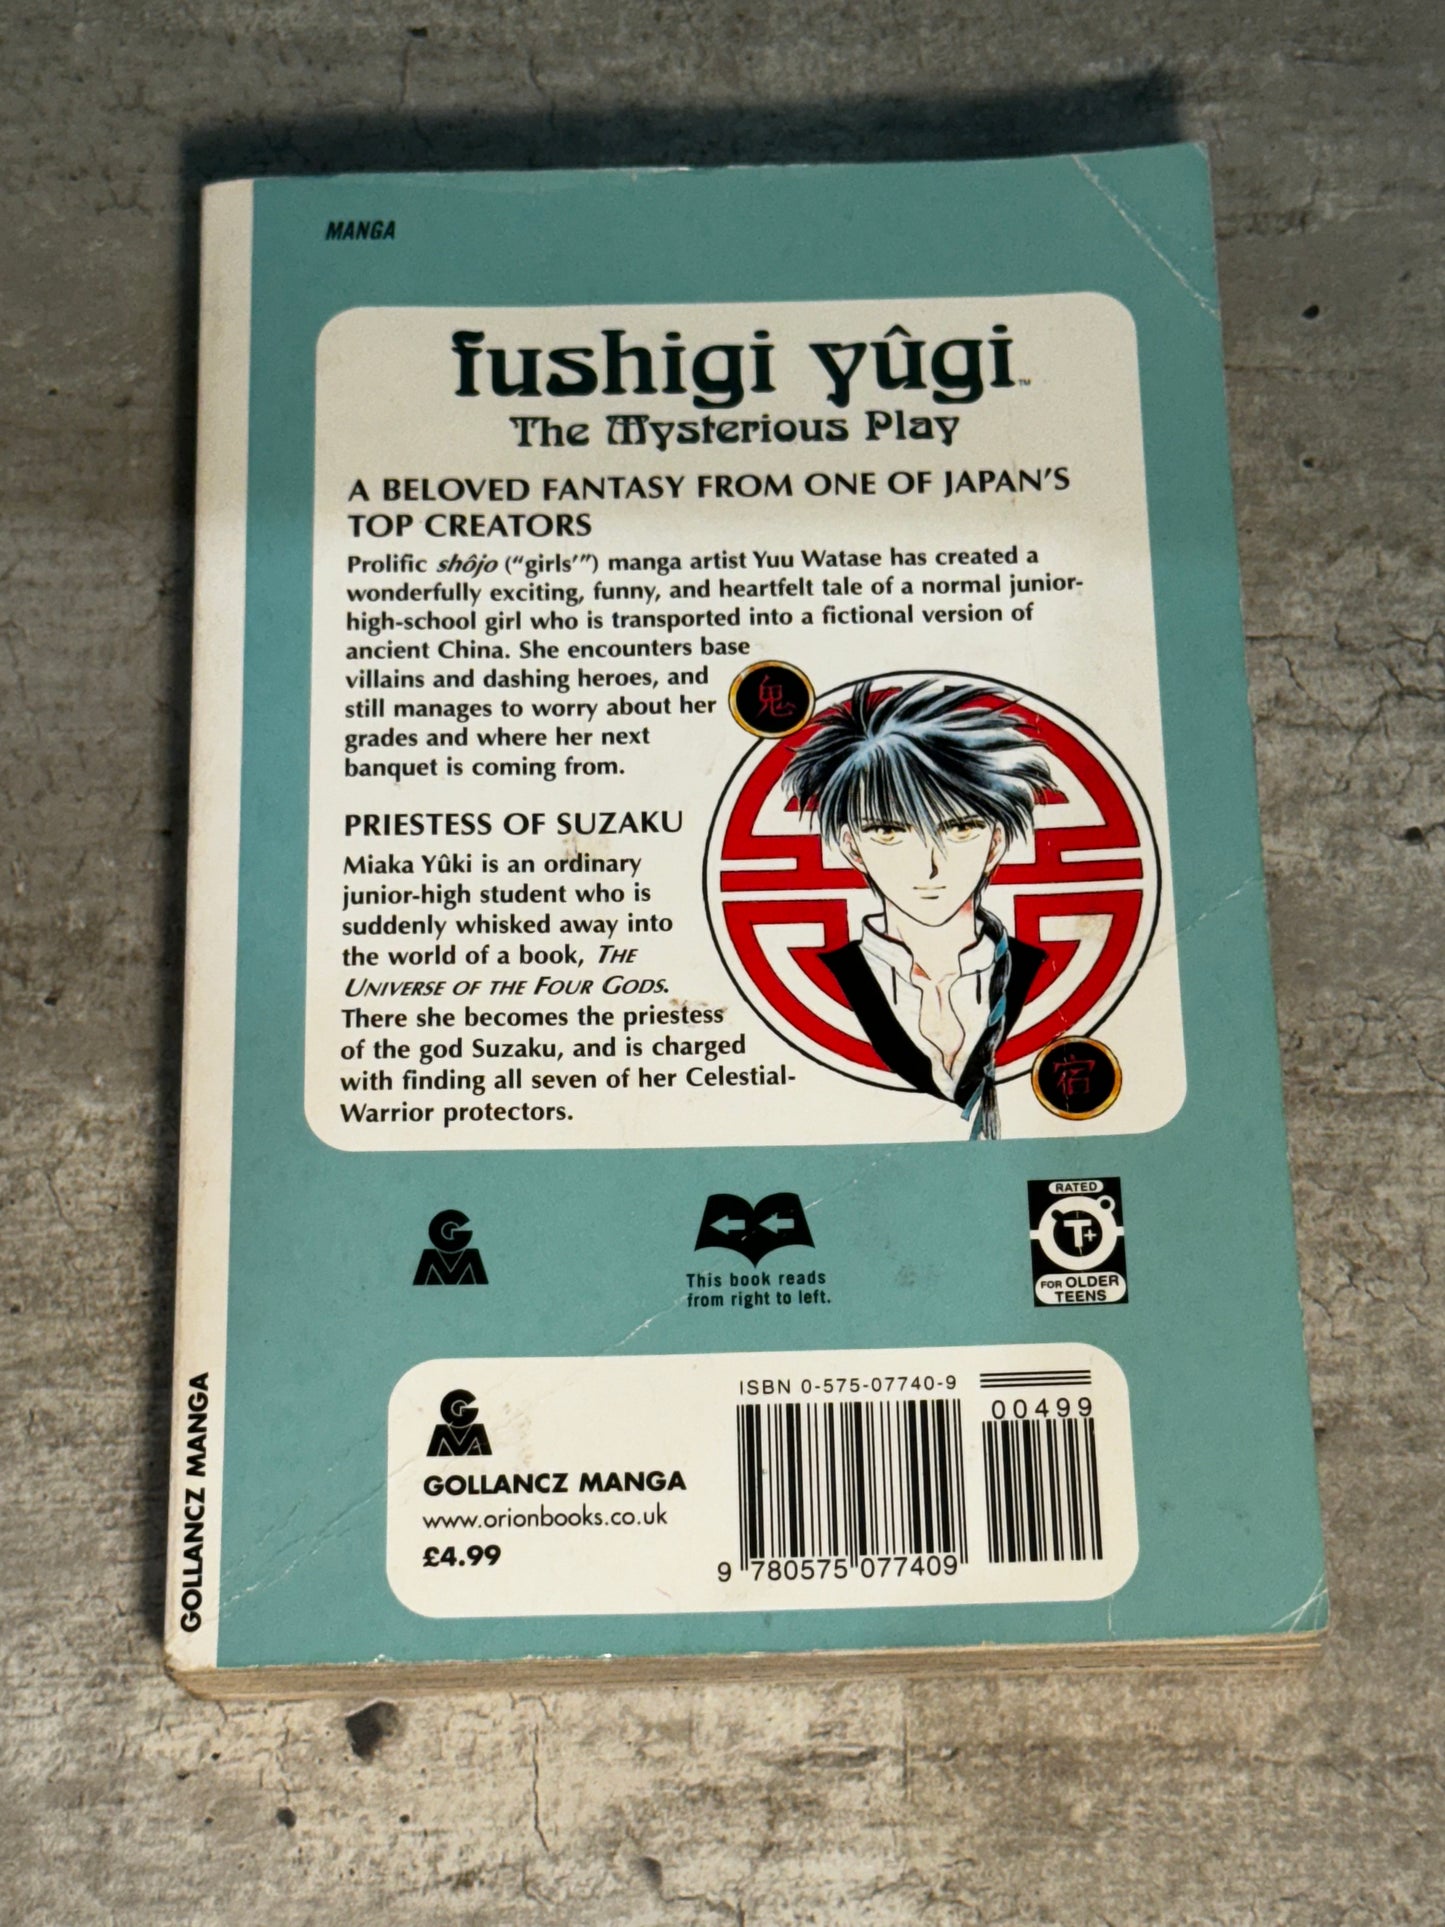 MANGA
fushigi yûgi™
The Mysterious Play
A BELOVED FANTASY FROM ONE OF JAPAN'S
TOP CREATORS
Prolific shôjo ("girls'") manga artist Yuu Watase has created a
wonderfully exciting, funny, and heartfelt tale of a normal junior-
high-school girl who is transported into a fictional version of
ancient China. She encounters base
villains and dashing heroes, and
still manages to worry about her
grades and where her next
banquet is coming from.
鬼
PRIESTESS OF SUZAKU
Miaka Yûki is an ordinary
junior-high student who is
suddenly whisked away into
the world of a book, THE
UNIVERSE OF THE FOUR GODS.
There she becomes the priestess
of the god Suzaku, and is charged
with finding all seven of her Celestial-
Warrior protectors.
宿
GM
This book reads
from right to left.
RATED
T+
FOR OLDER
TEENS
GM
GOLLANCZ MANGA
www.orionbooks.co.uk
£4.99
ISBN 0-575-07740-9
00499
9 780575 077409
GOLLANCZ MANGA